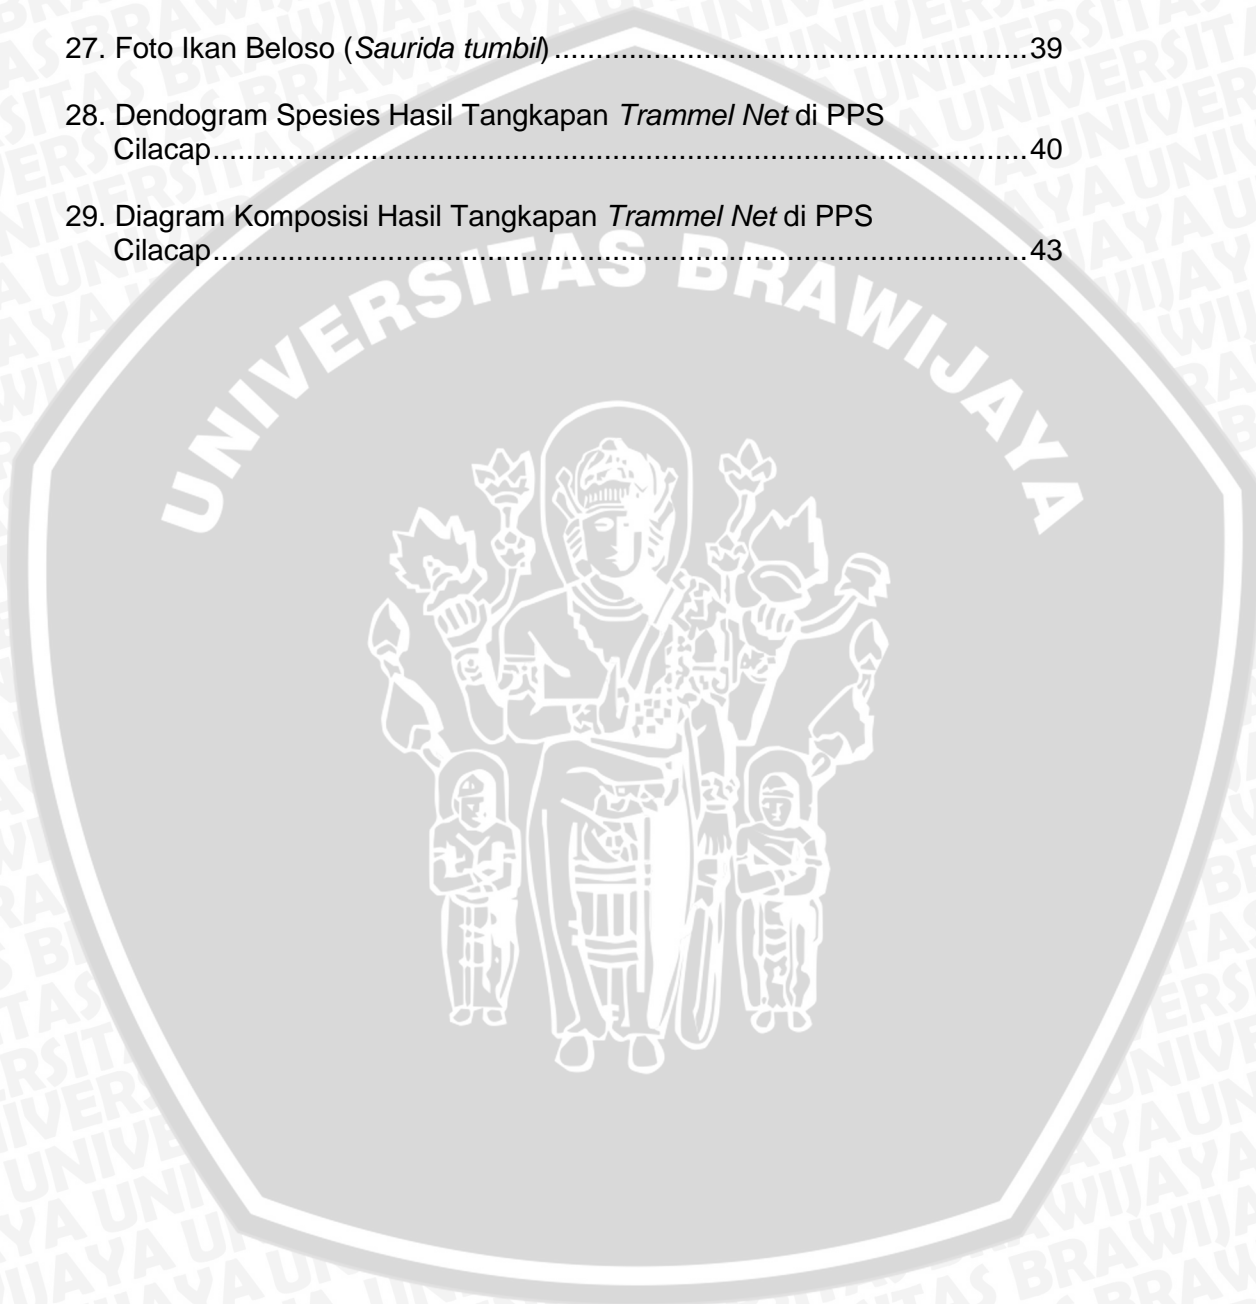 27. Foto Ikan Beloso (Saurida tumbil).........................................................39
28. Dendogram Spesies Hasil Tangkapan Trammel Net di PPS
Cilacap..................................................................................................40
29. Diagram Komposisi Hasil Tangkapan Trammel Net di PPS
Cilacap..................................................................................................43
UNIVERSITAS BRAWIJAYA